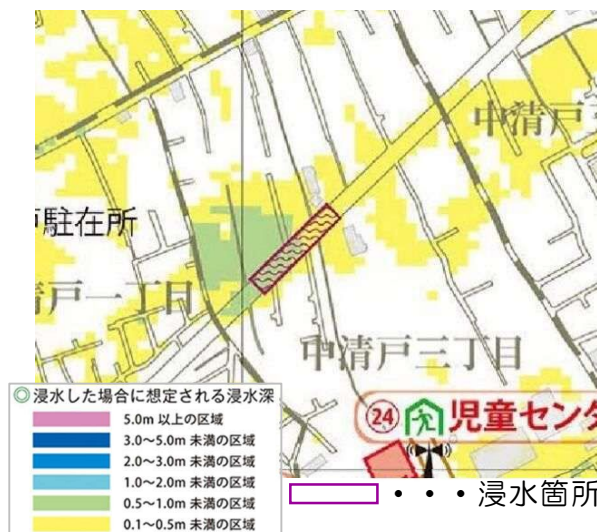 中清戸三
駐在所
清戸一丁目
中清戸三丁目
㉔ 児童センタ
◎浸水した場合に想定される浸水深
5.0m 以上の区域
3.0～5.0m 未満の区域
2.0～3.0m 未満の区域
1.0～2.0m 未満の区域
0.5～1.0m 未満の区域
0.1～0.5m 未満の区域
・・・浸水箇所